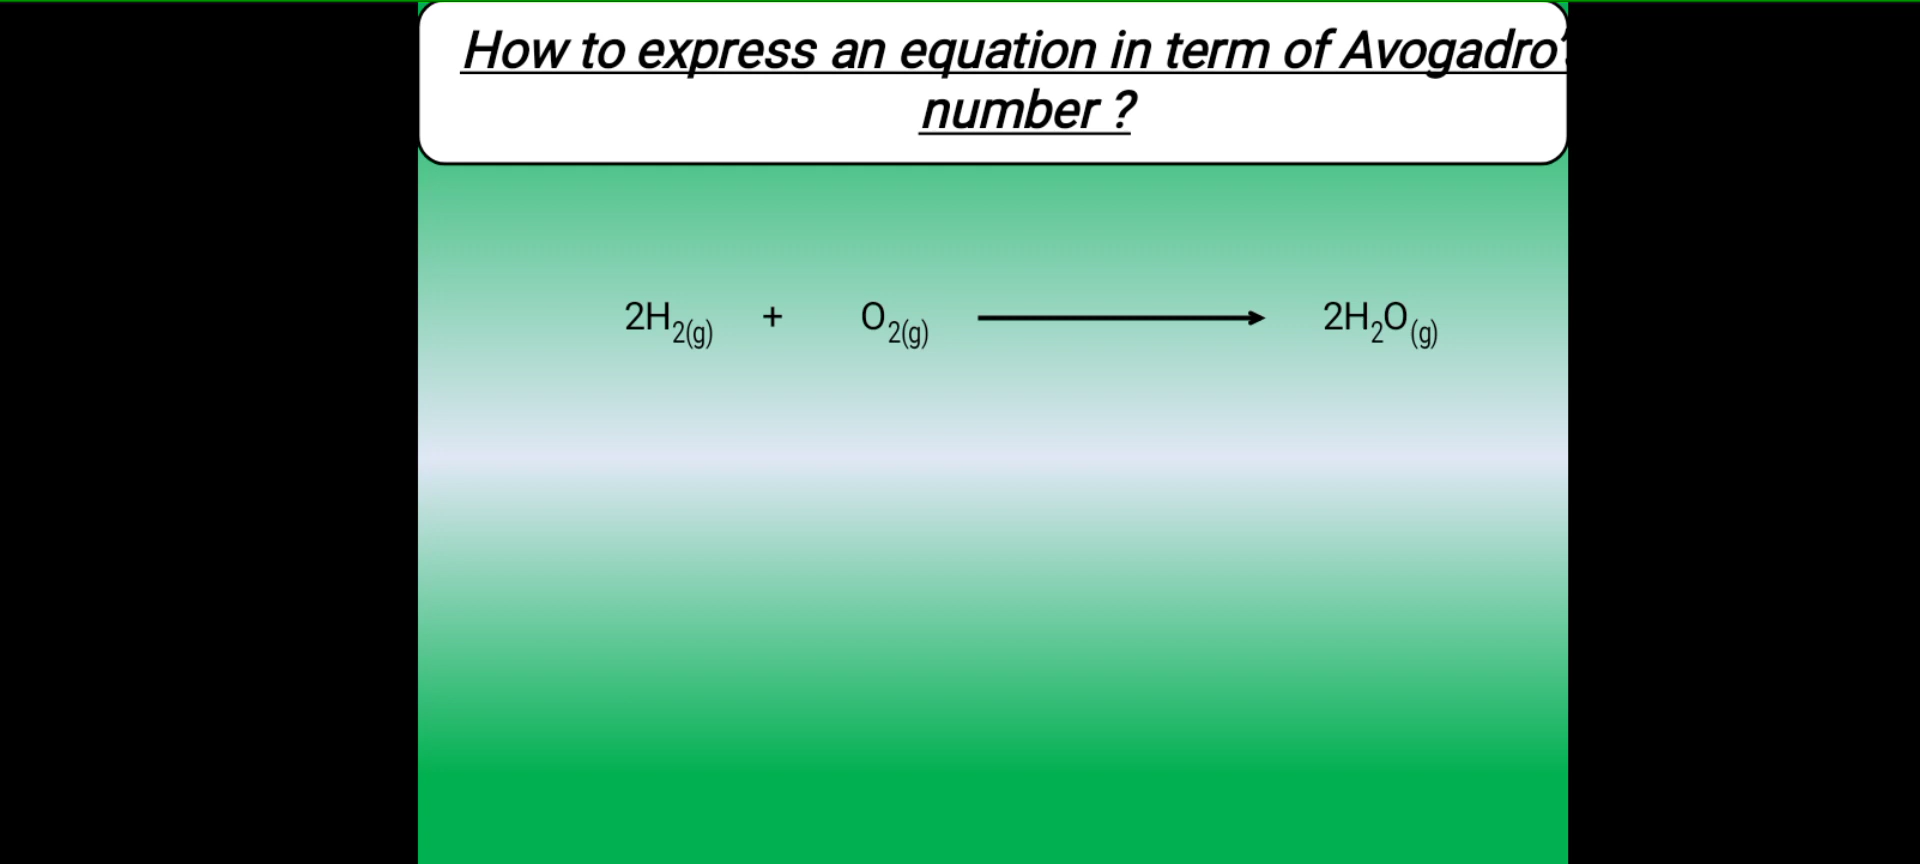 How to express an equation in term of Avogadro'
number ?
2H2(g) + O2(g) → 2H2O(g)